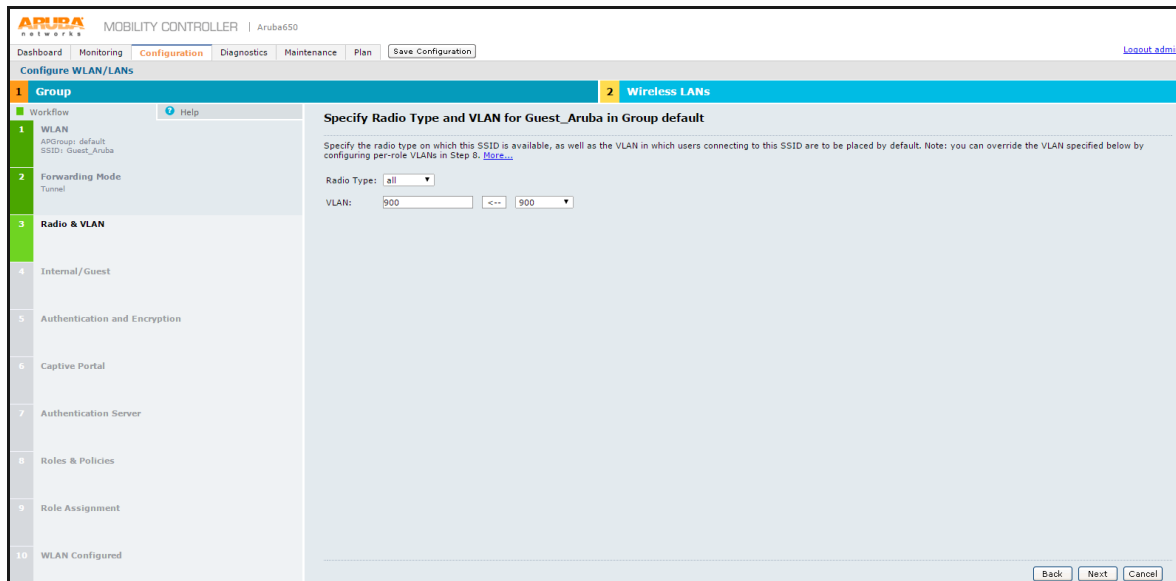 ARUBA networks MOBILITY CONTROLLER | Aruba650
Dashboard Monitoring Configuration Diagnostics Maintenance Plan Save Configuration Logout admi
Configure WLAN/LANs
1 Group 2 Wireless LANs
Workflow ? Help
1 WLAN
APGroup: default
SSID: Guest_Aruba
2 Forwarding Mode
Tunnel
3 Radio & VLAN
4 Internal/Guest
5 Authentication and Encryption
6 Captive Portal
7 Authentication Server
8 Roles & Policies
9 Role Assignment
10 WLAN Configured
Specify Radio Type and VLAN for Guest_Aruba in Group default
Specify the radio type on which this SSID is available, as well as the VLAN in which users connecting to this SSID are to be placed by default. Note: you can override the VLAN specified below by
configuring per-role VLANs in Step 8. More...
Radio Type: all
VLAN: 900 <-- 900
Back Next Cancel